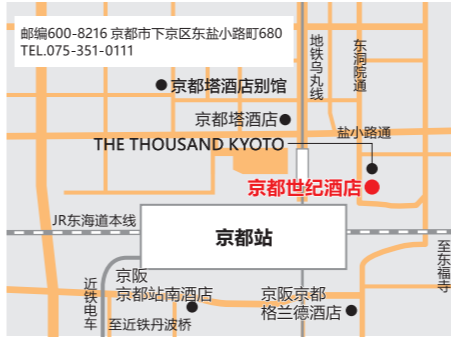 邮编600-8216 京都市下京区东盐小路町680
TEL.075-351-0111
地铁乌丸线
东洞院通
京都塔酒店别馆
京都塔酒店
盐小路通
THE THOUSAND KYOTO
京都世纪酒店
JR东海道本线
京都站
至东福寺
近铁电车
京阪
京都站南酒店
京阪京都
格兰德酒店
至近铁丹波桥